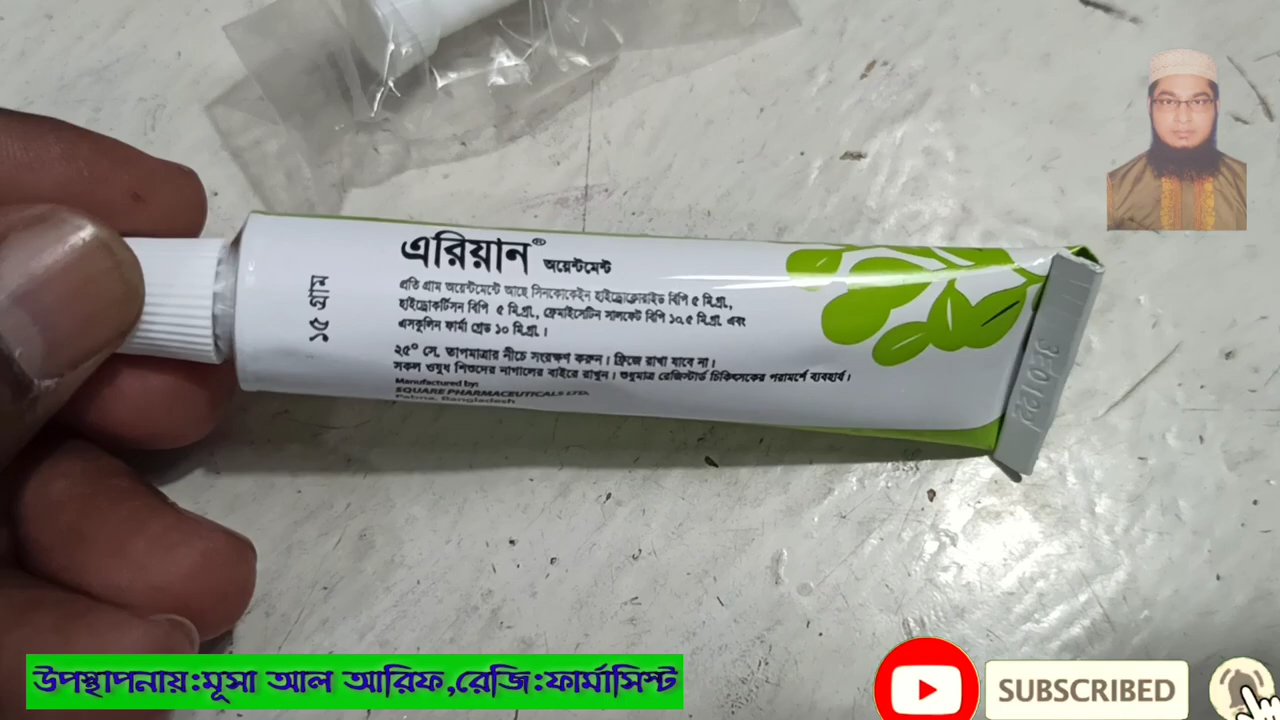 এরিয়ান® অয়েন্টমেন্ট
১৫ গ্রাম
প্রতি গ্রাম অয়েন্টমেন্টে আছে সিনকোকেইন হাইড্রোক্লোরাইড বিপি ৫ মি.গ্রা.,
হাইড্রোকর্টিসন বিপি ৫ মি.গ্রা., ফ্রেমাইসেটিন সালফেট বিপি ১০.৫ মি.গ্রা. এবং
এসকুলিন ফার্মা গ্রেড ১০ মি.গ্রা.।
২৫° সে. তাপমাত্রার নীচে সংরক্ষণ করুন। ফ্রিজে রাখা যাবে না।
সকল ওষুধ শিশুদের নাগালের বাইরে রাখুন। শুধুমাত্র রেজিস্টার্ড চিকিৎসকের পরামর্শে ব্যবহার্য।
Manufactured by:
SQUARE PHARMACEUTICALS LTD.
Pabna, Bangladesh
উপস্থাপনায়:মূসা আল আরিফ,রেজি:ফার্মাসিস্ট
SUBSCRIBED